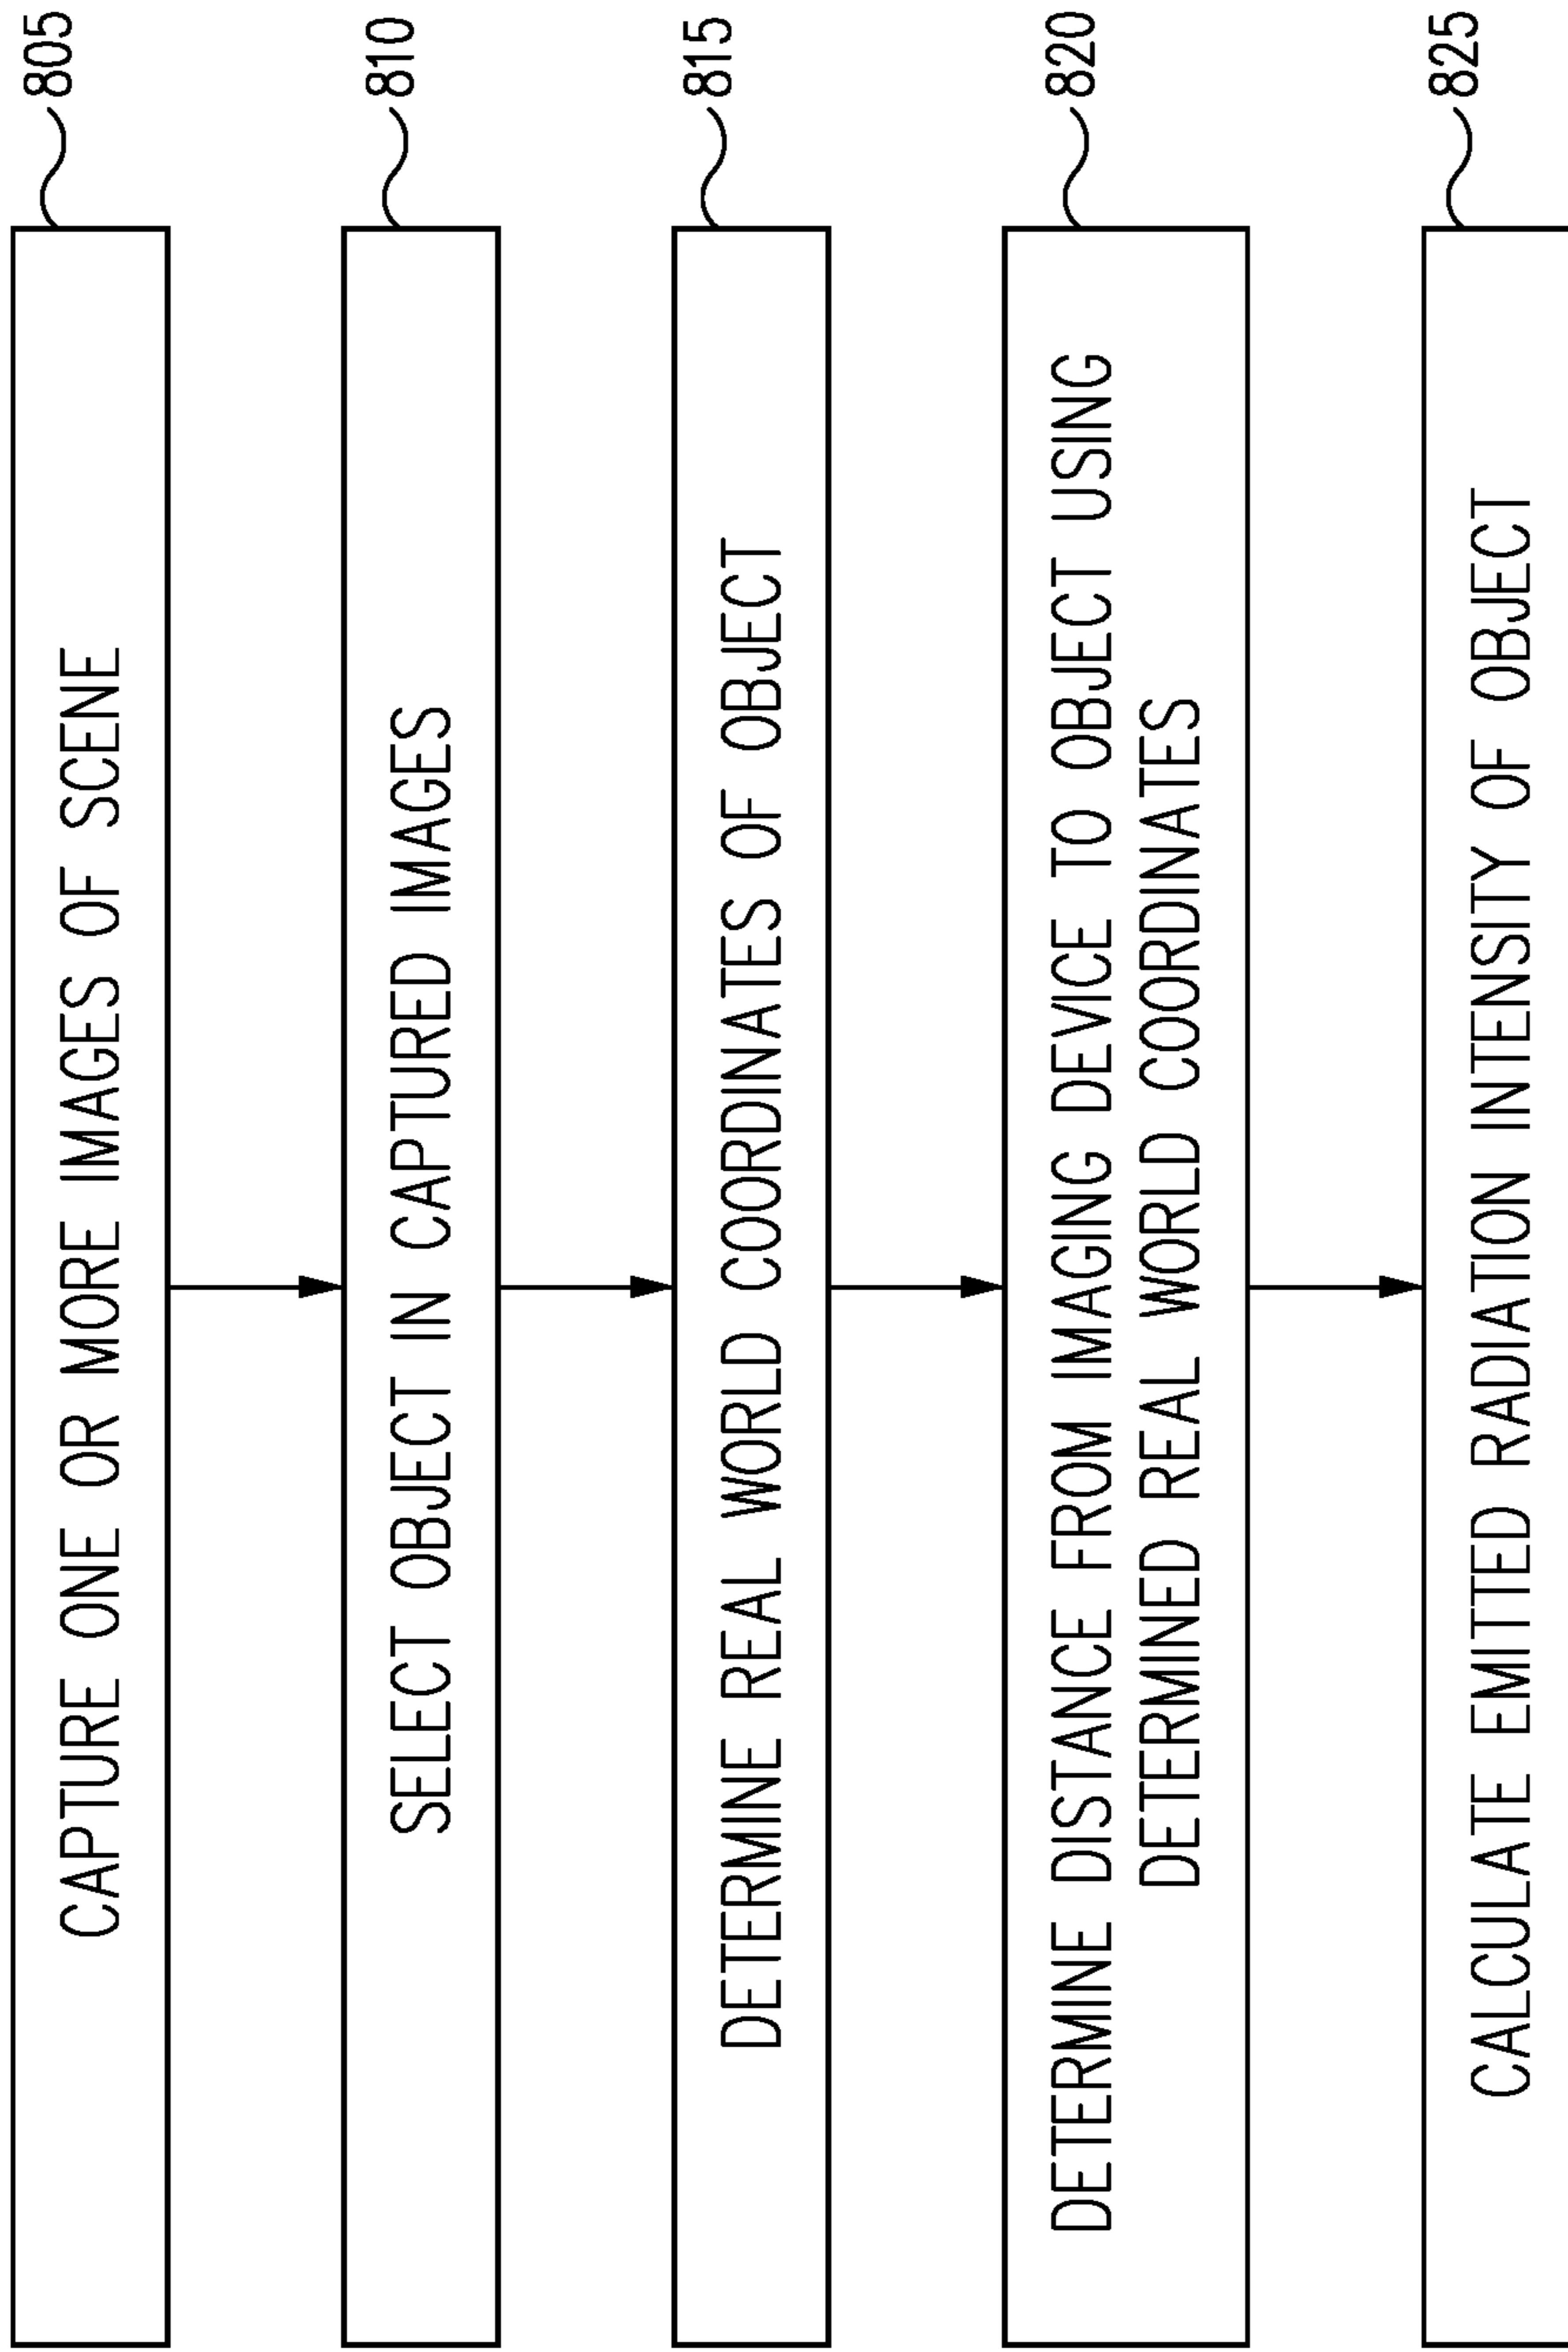 CAPTURE ONE OR MORE IMAGES OF SCENE
805
SELECT OBJECT IN CAPTURED IMAGES
810
DETERMINE REAL WORLD COORDINATES OF OBJECT
815
DETERMINE DISTANCE FROM IMAGING DEVICE TO OBJECT USING
DETERMINED REAL WORLD COORDINATES
820
CALCULATE EMITTED RADIATION INTENSITY OF OBJECT
825